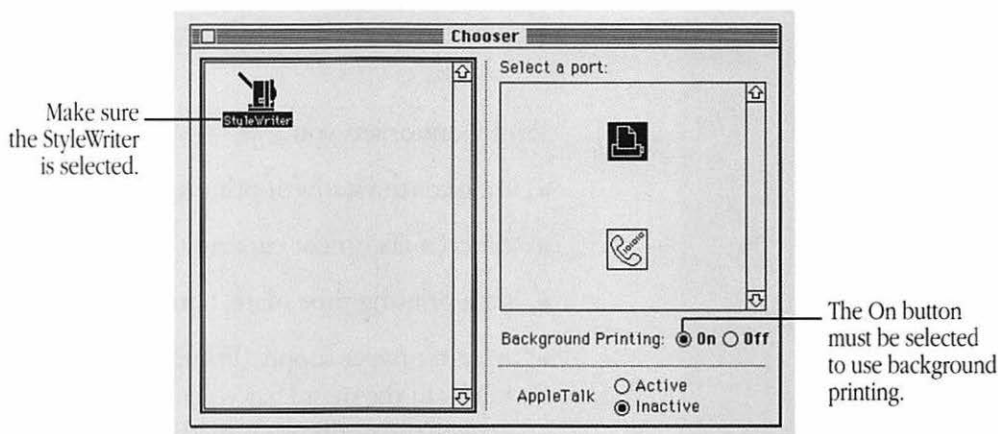 Chooser
Make sure
the StyleWriter
is selected.
StyleWriter
Select a port:
Background Printing: On Off
AppleTalk
Active
Inactive
The On button
must be selected
to use background
printing.